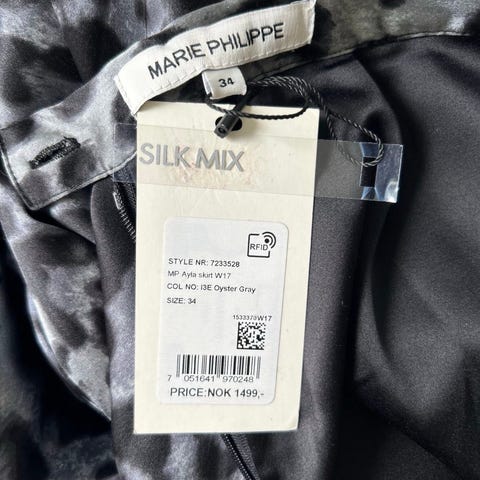 MARIE PHILIPPE
34
SILK MIX
RFID
STYLE NR: 7233528
MP Ayla skirt W17
COL NO: I3E Oyster Gray
SIZE: 34
1533378W17
7 051641 970248
PRICE:NOK 1499,-